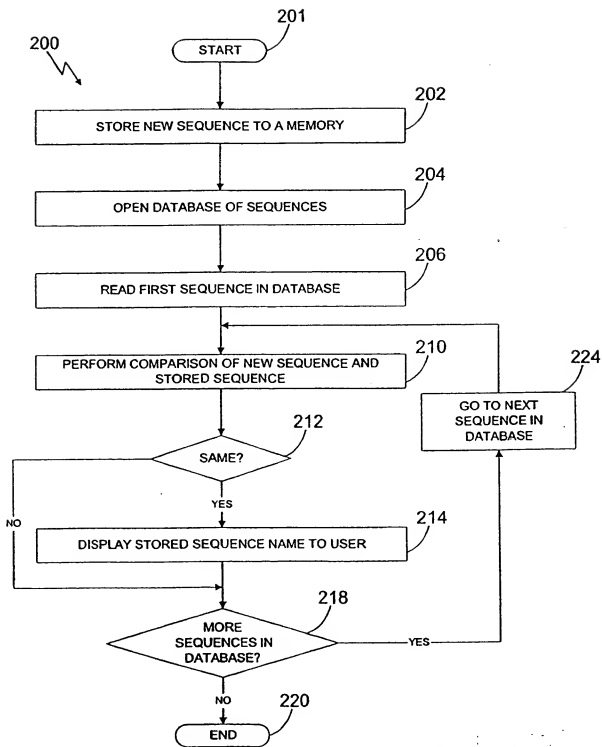 201
START
200
202
STORE NEW SEQUENCE TO A MEMORY
204
OPEN DATABASE OF SEQUENCES
206
READ FIRST SEQUENCE IN DATABASE
210
PERFORM COMPARISON OF NEW SEQUENCE AND
STORED SEQUENCE
224
GO TO NEXT
SEQUENCE IN
DATABASE
212
SAME?
YES
NO
214
DISPLAY STORED SEQUENCE NAME TO USER
218
MORE
SEQUENCES IN
DATABASE?
YES
NO
220
END